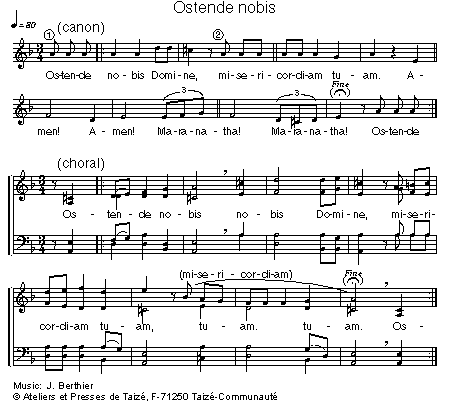 Ostende nobis
♩= 80
(canon)
① ②
Os-ten-de no-bis Domi-ne, mi-se-ri-cor-di-am tu-am. A-
3 3 Fine
men! A-men! Ma-ra-na-tha! Ma-ra-na-tha! Os-ten-de
(choral)
Os-ten-de no-bis no-bis Do-mi-ne, mi-se-ri-
(mi-se-ri-cor-di-am) Fine
cor-di-am tu-am, tu-am. tu-am. Os-
Music: J. Berthier
© Ateliers et Presses de Taizé, F-71250 Taizé-Communauté